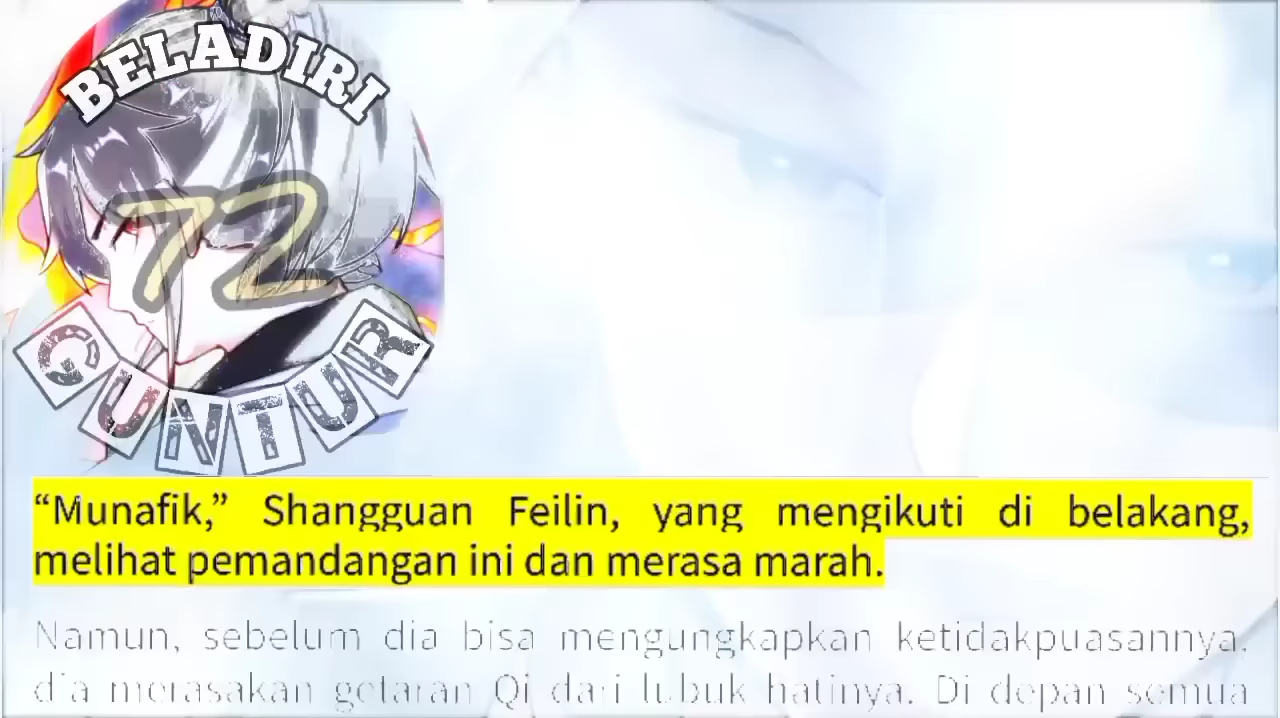 BELADIRI
72
GUNTUR
“Munafik,” Shangguan Feilin, yang mengikuti di belakang,
melihat pemandangan ini dan merasa marah.
Namun, sebelum dia bisa mengungkapkan ketidakpuasannya,
dia merasakan getaran Qi dari lubuk hatinya. Di depan semua